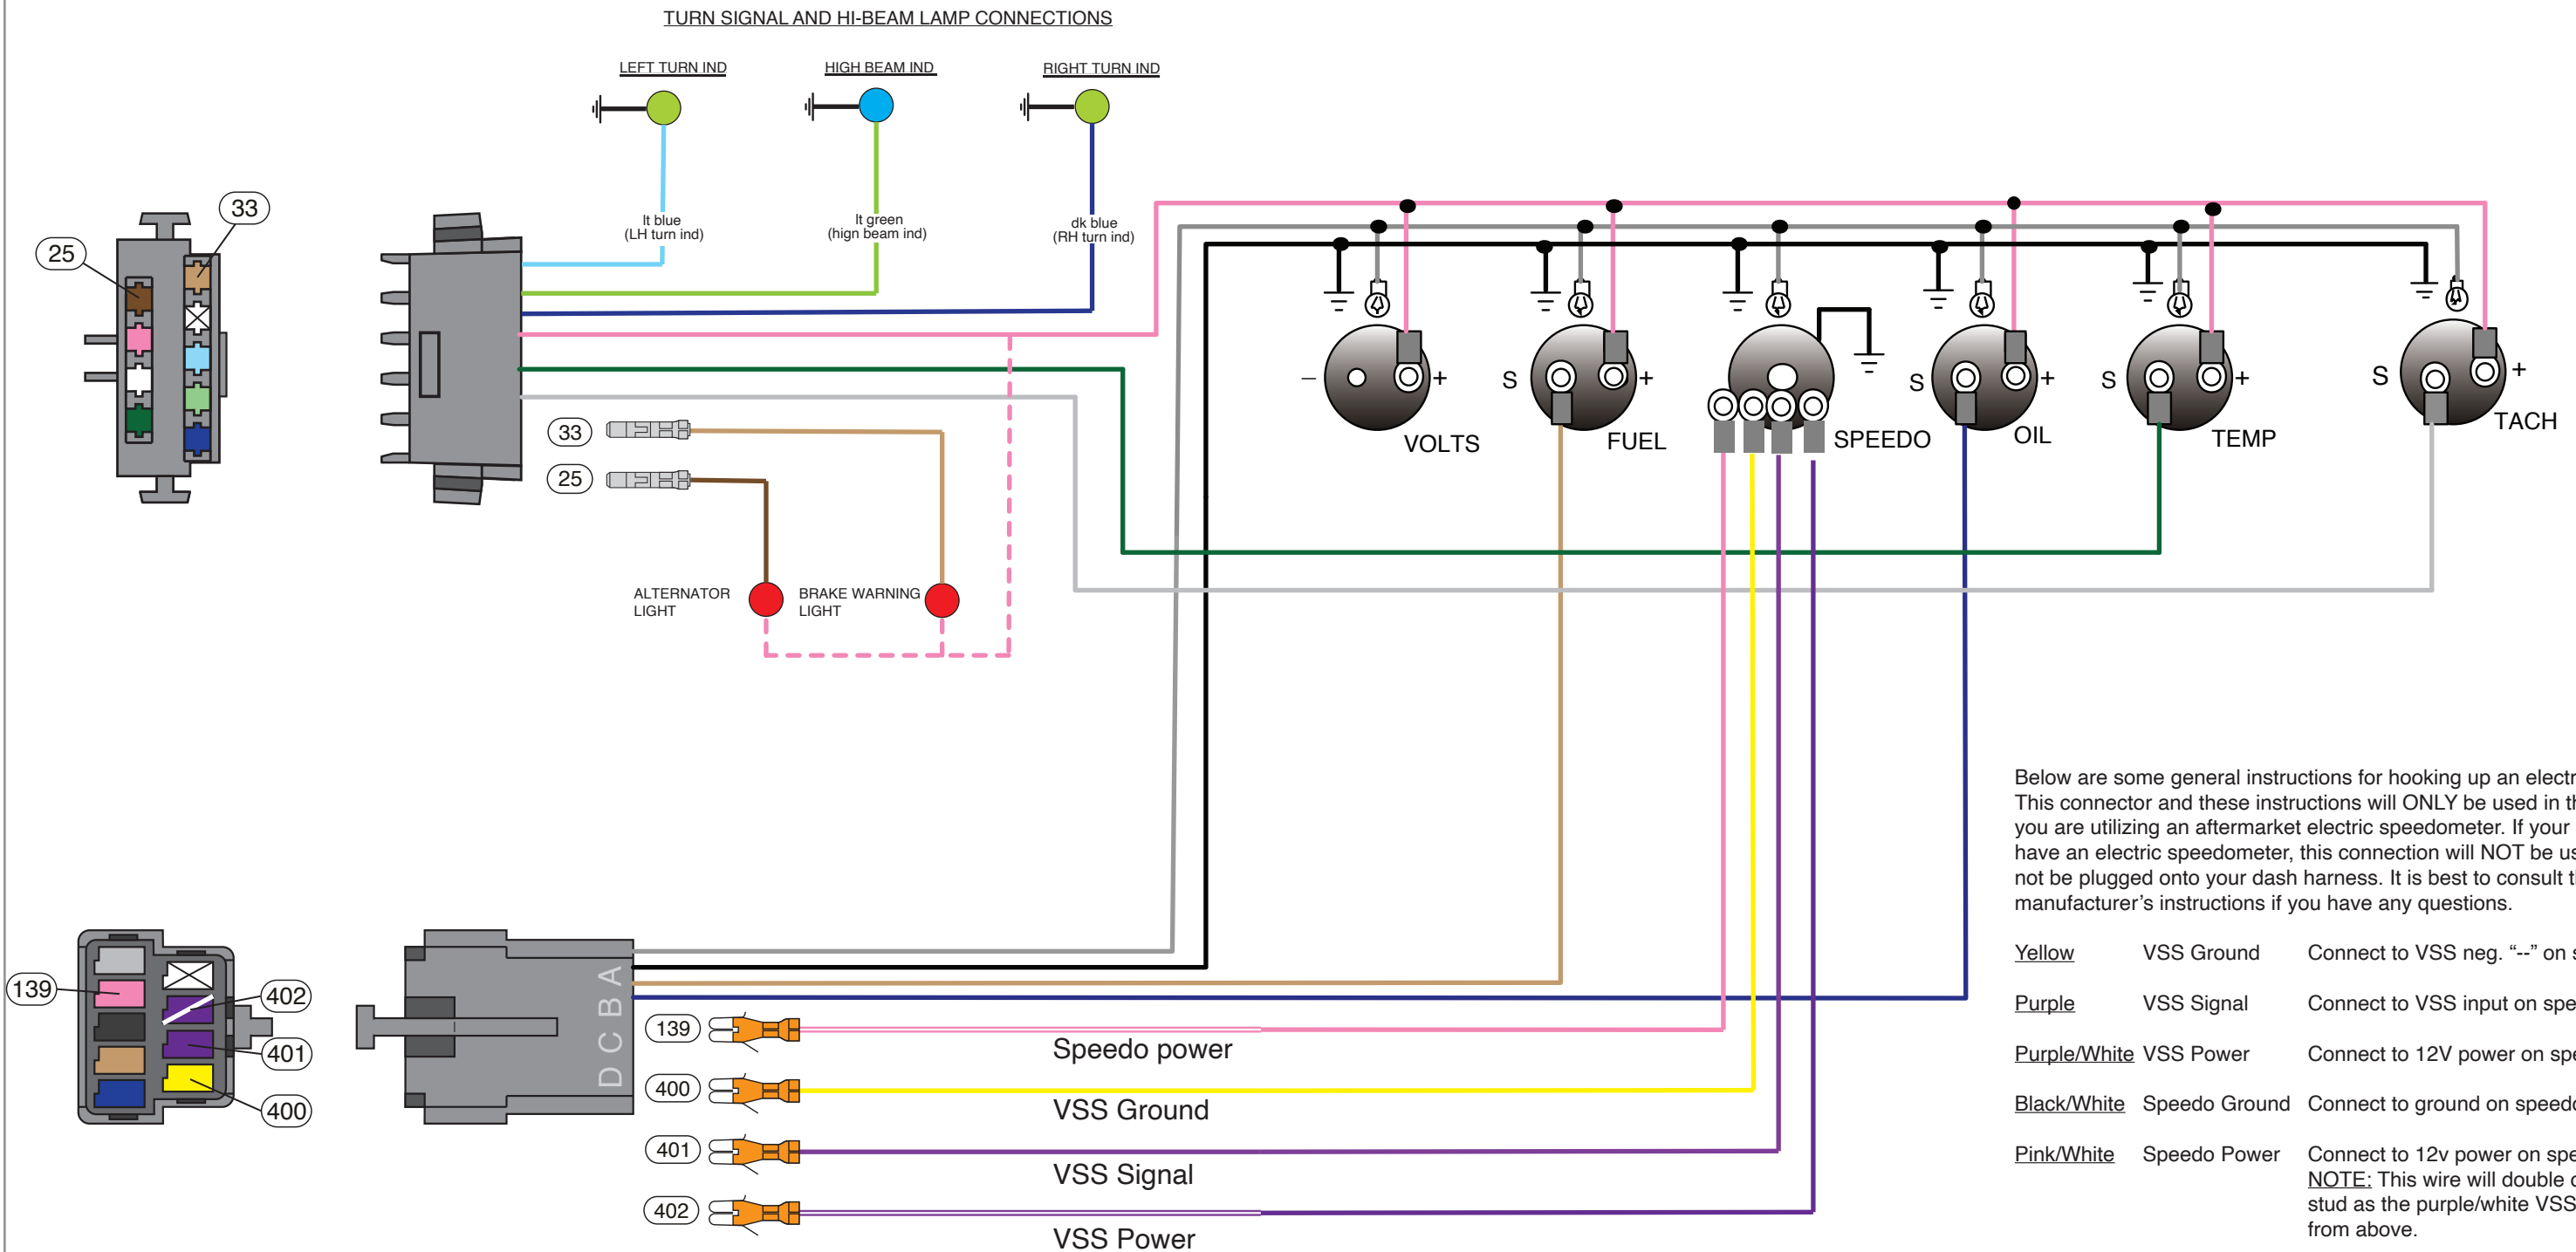 TURN SIGNAL AND HI-BEAM LAMP CONNECTIONS
LEFT TURN IND
HIGH BEAM IND
RIGHT TURN IND
33
25
lt blue
(LH turn ind)
lt green
(hign beam ind)
dk blue
(RH turn ind)
– +
VOLTS
S +
FUEL
SPEEDO
S +
OIL
S +
TEMP
S +
TACH
33
25
ALTERNATOR
LIGHT
BRAKE WARNING
LIGHT
Below are some general instructions for hooking up an electr
This connector and these instructions will ONLY be used in th
you are utilizing an aftermarket electric speedometer. If your
have an electric speedometer, this connection will NOT be us
not be plugged onto your dash harness. It is best to consult t
manufacturer’s instructions if you have any questions.
Yellow VSS Ground Connect to VSS neg. “--” on s
Purple VSS Signal Connect to VSS input on spe
Purple/White VSS Power Connect to 12V power on spe
Black/White Speedo Ground Connect to ground on speedo
Pink/White Speedo Power Connect to 12v power on spe
NOTE: This wire will double o
stud as the purple/white VSS
from above.
139
402
401
400
D C B A
139
Speedo power
400
VSS Ground
401
VSS Signal
402
VSS Power